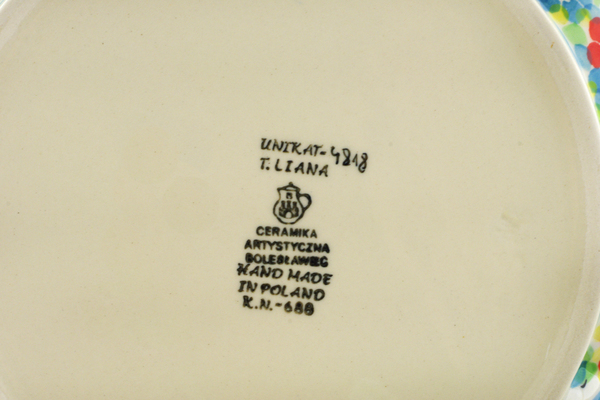 UNIKAT-4818
T. LIANA
CERAMIKA
ARTYSTYCZNA
BOLESŁAWIEC
HAND MADE
IN POLAND
K.N.-688